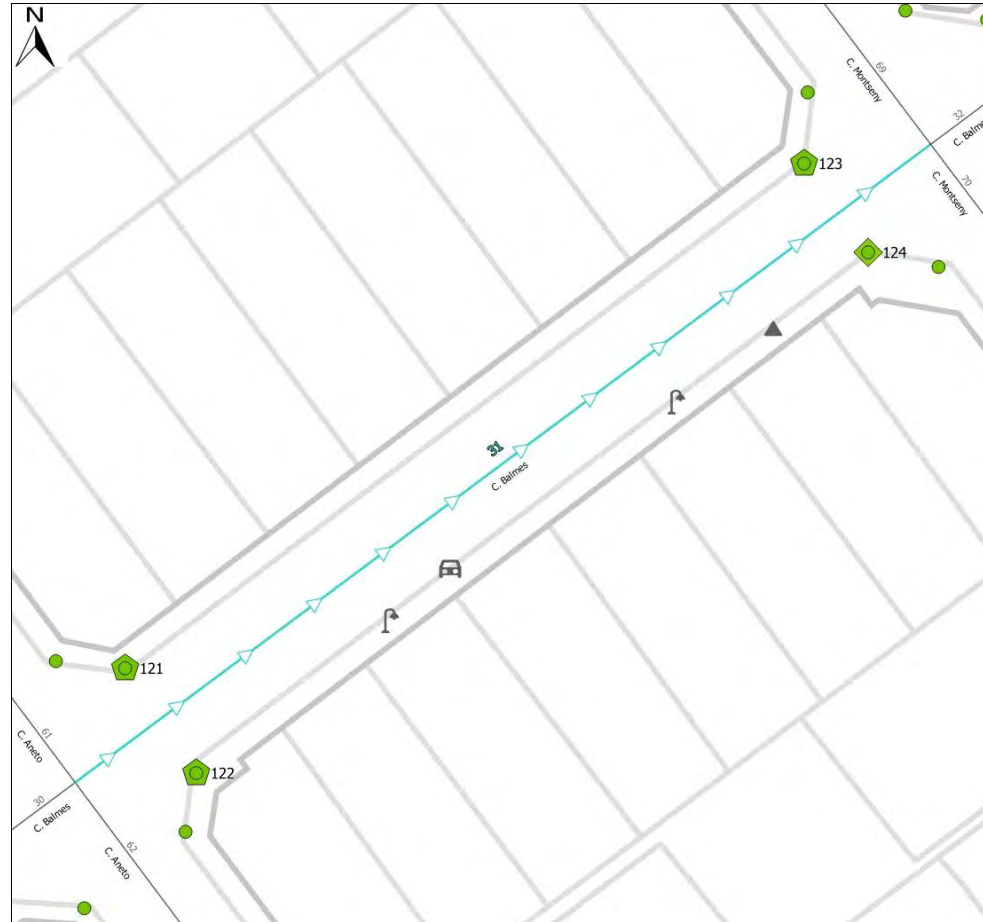 N
69
C. Montseny
32
C. Balmes
123
C. Montseny
70
124
31
C. Balmes
121
61
C. Aneto
122
30
C. Balmes
62
C. Aneto